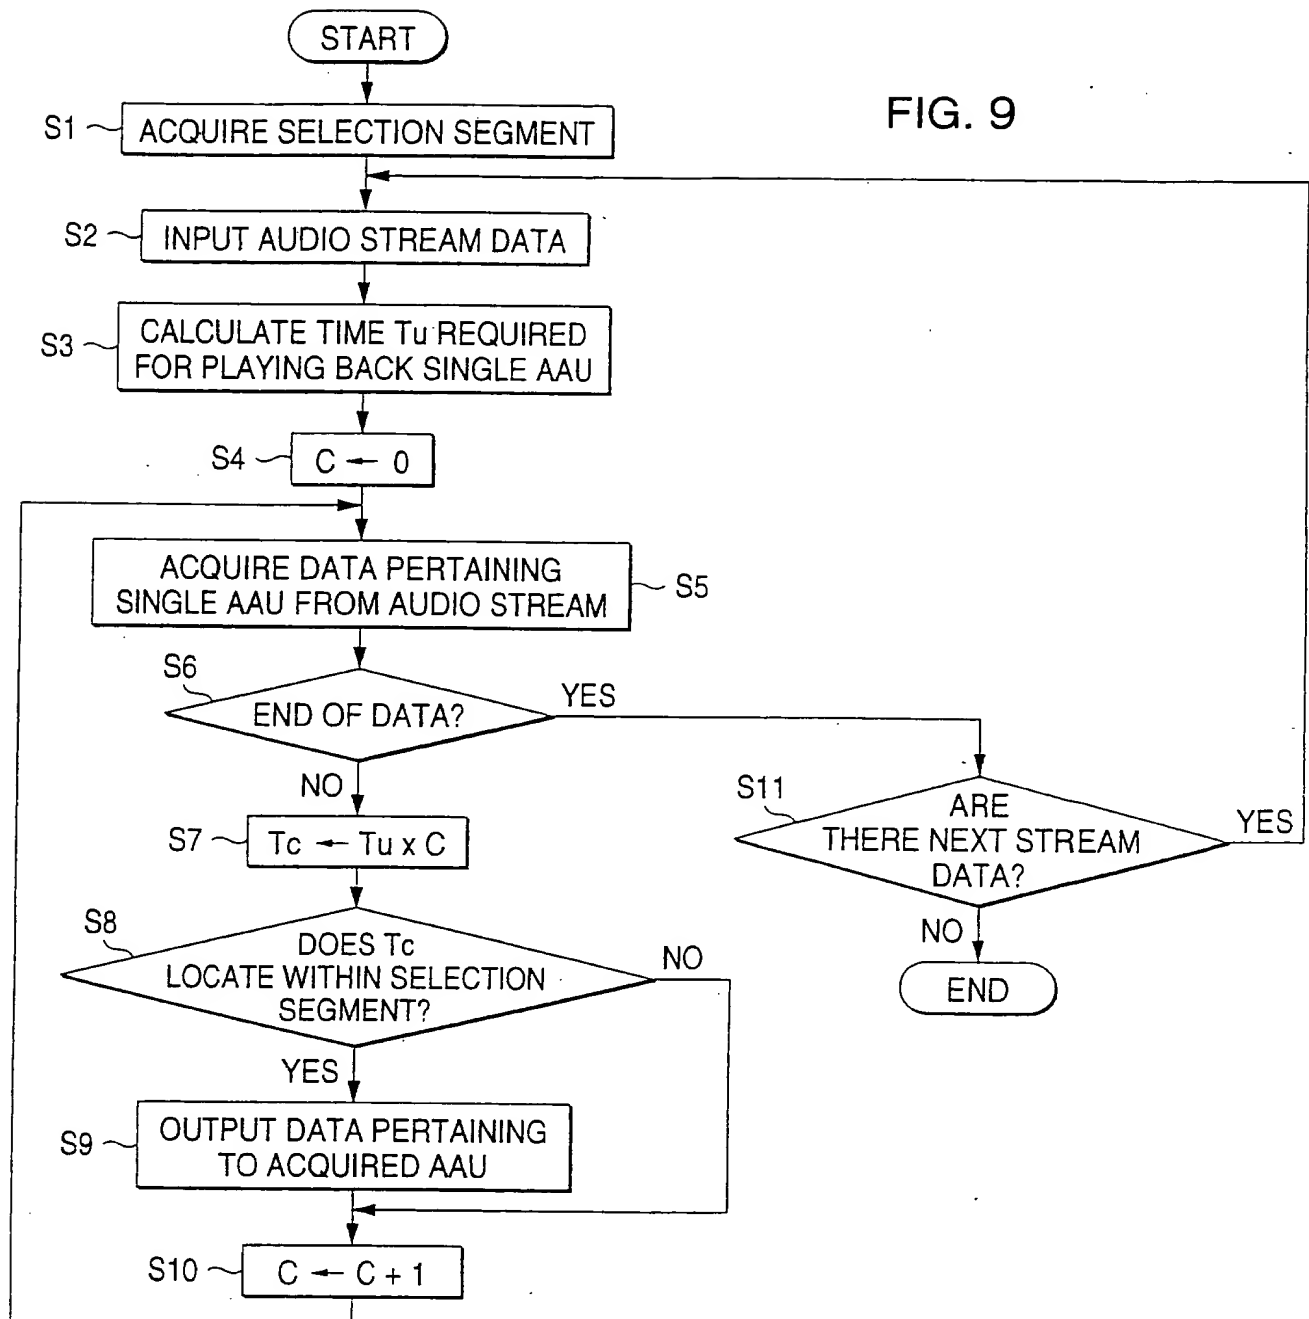 START
FIG. 9
S1
ACQUIRE SELECTION SEGMENT
S2
INPUT AUDIO STREAM DATA
S3
CALCULATE TIME Tu REQUIRED
FOR PLAYING BACK SINGLE AAU
S4
C ← 0
ACQUIRE DATA PERTAINING
SINGLE AAU FROM AUDIO STREAM
S5
S6
END OF DATA?
YES
NO
S7
Tc ← Tu x C
S11
ARE
THERE NEXT STREAM
DATA?
YES
NO
END
S8
DOES Tc
LOCATE WITHIN SELECTION
SEGMENT?
NO
YES
S9
OUTPUT DATA PERTAINING
TO ACQUIRED AAU
S10
C ← C + 1